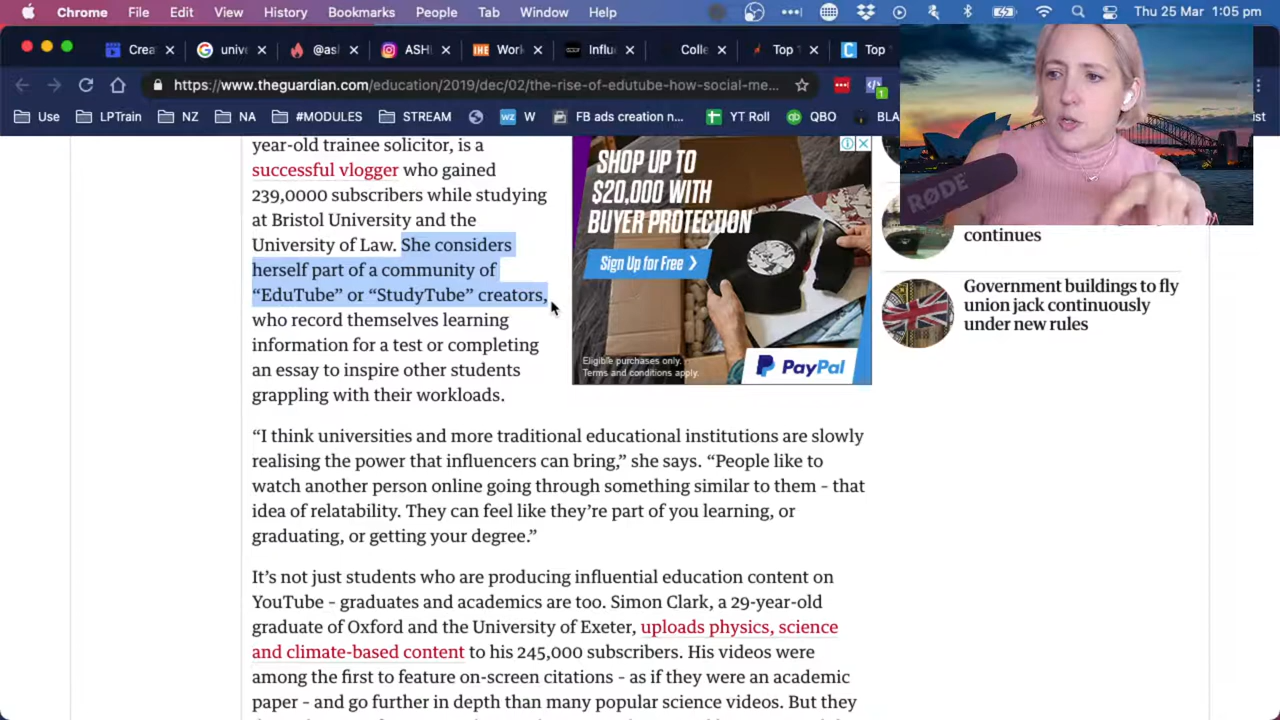 Chrome File Edit View History Bookmarks People Tab Window Help Thu 25 Mar 1:05 pm
Crea univ @asl ASH Wor Influ Colle Top 1 Top
https://www.theguardian.com/education/2019/dec/02/the-rise-of-edutube-how-social-me...
Use LPTrain NZ NA #MODULES STREAM W FB ads creation n... YT Roll QBO BLA ist
year-old trainee solicitor, is a
successful vlogger who gained
239,0000 subscribers while studying
at Bristol University and the
University of Law. She considers
herself part of a community of
“EduTube” or “StudyTube” creators,
who record themselves learning
information for a test or completing
an essay to inspire other students
grappling with their workloads.
SHOP UP TO
$20,000 WITH
BUYER PROTECTION
Sign Up for Free
Eligible purchases only.
Terms and conditions apply.
PayPal
RØDE
continues
Government buildings to fly
union jack continuously
under new rules
“I think universities and more traditional educational institutions are slowly
realising the power that influencers can bring,” she says. “People like to
watch another person online going through something similar to them – that
idea of relatability. They can feel like they’re part of you learning, or
graduating, or getting your degree.”
It’s not just students who are producing influential education content on
YouTube – graduates and academics are too. Simon Clark, a 29-year-old
graduate of Oxford and the University of Exeter, uploads physics, science
and climate-based content to his 245,000 subscribers. His videos were
among the first to feature on-screen citations – as if they were an academic
paper – and go further in depth than many popular science videos. But they